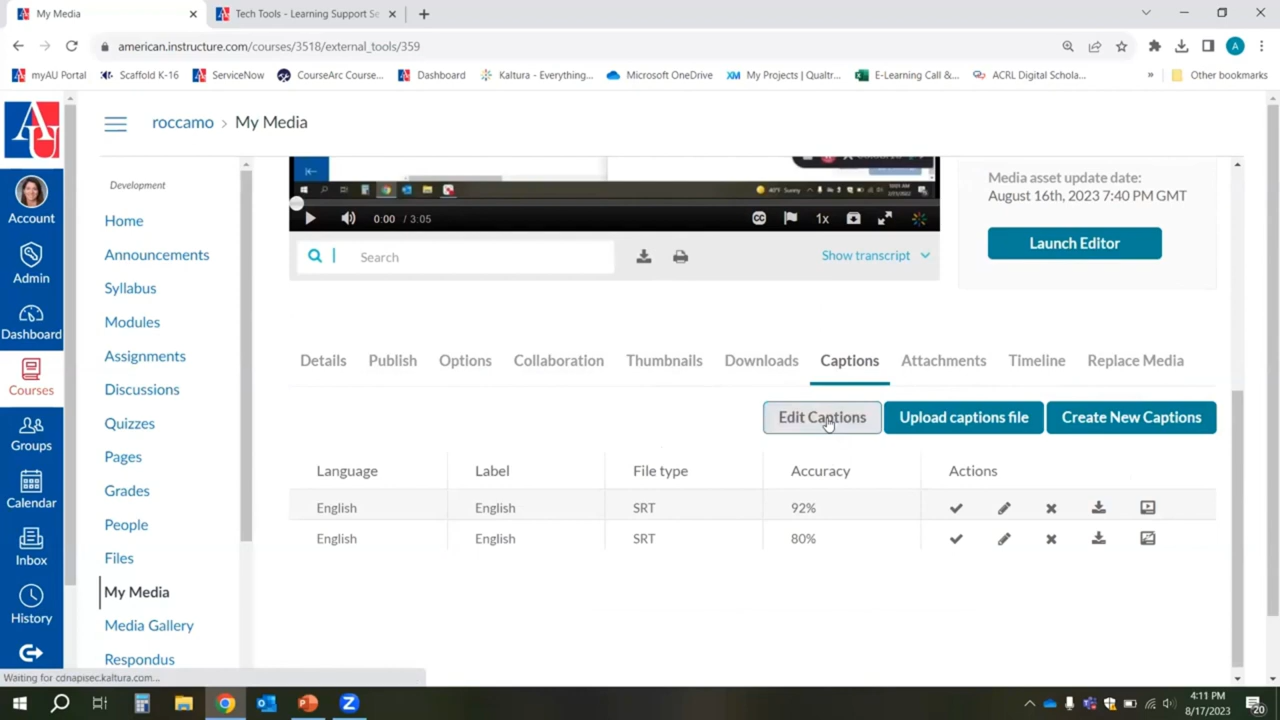 My Media
Tech Tools - Learning Support Se
american.instructure.com/courses/3518/external_tools/359
A
myAU Portal
Scaffold K-16
ServiceNow
CourseArc Course...
Dashboard
Kaltura - Everything...
Microsoft OneDrive
My Projects | Qualtr...
E-Learning Call &...
ACRL Digital Schola...
»
Other bookmarks
AU
roccamo > My Media
Account
Admin
Dashboard
Courses
Groups
Calendar
Inbox
History
Development
Home
Announcements
Syllabus
Modules
Assignments
Discussions
Quizzes
Pages
Grades
People
Files
My Media
Media Gallery
Respondus
Media asset update date:
August 16th, 2023 7:40 PM GMT
Launch Editor
0:00 / 3:05
CC
1x
Search
Show transcript
Details Publish Options Collaboration Thumbnails Downloads Captions Attachments Timeline Replace Media
Edit Captions Upload captions file Create New Captions
Language Label File type Accuracy Actions
English English SRT 92%
English English SRT 80%
Waiting for cdnapisec.kaltura.com...
4:11 PM
8/17/2023
20